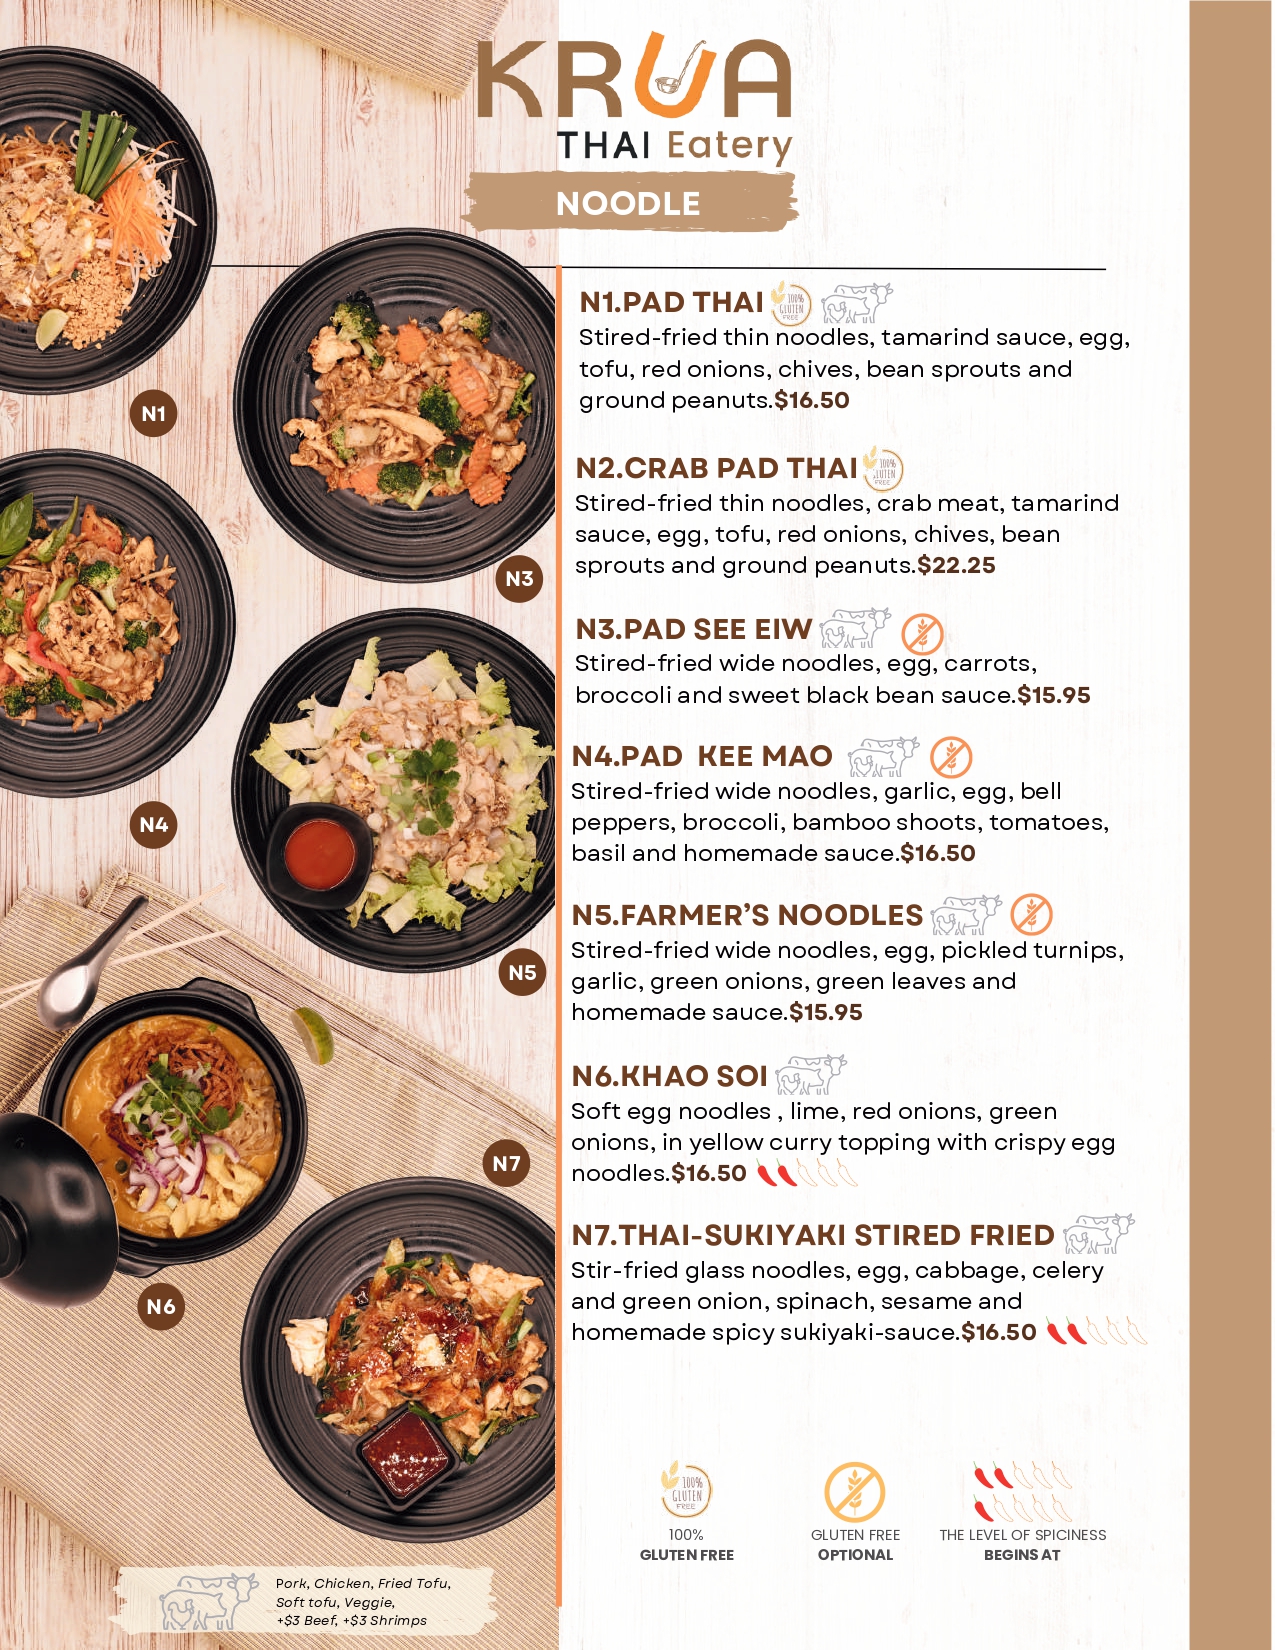 KRUA
THAI Eatery
NOODLE
N1.PAD THAI 100% GLUTEN FREE
Stired-fried thin noodles, tamarind sauce, egg,
tofu, red onions, chives, bean sprouts and
ground peanuts.$16.50
N2.CRAB PAD THAI 100% GLUTEN FREE
Stired-fried thin noodles, crab meat, tamarind
sauce, egg, tofu, red onions, chives, bean
sprouts and ground peanuts.$22.25
N3.PAD SEE EIW
Stired-fried wide noodles, egg, carrots,
broccoli and sweet black bean sauce.$15.95
N4.PAD KEE MAO
Stired-fried wide noodles, garlic, egg, bell
peppers, broccoli, bamboo shoots, tomatoes,
basil and homemade sauce.$16.50
N5.FARMER'S NOODLES
Stired-fried wide noodles, egg, pickled turnips,
garlic, green onions, green leaves and
homemade sauce.$15.95
N6.KHAO SOI
Soft egg noodles , lime, red onions, green
onions, in yellow curry topping with crispy egg
noodles.$16.50
N7.THAI-SUKIYAKI STIRED FRIED
Stir-fried glass noodles, egg, cabbage, celery
and green onion, spinach, sesame and
homemade spicy sukiyaki-sauce.$16.50
N1
N3
N4
N5
N7
N6
100%
GLUTEN
FREE
100%
GLUTEN FREE
GLUTEN FREE
OPTIONAL
THE LEVEL OF SPICINESS
BEGINS AT
Pork, Chicken, Fried Tofu,
Soft tofu, Veggie,
+$3 Beef, +$3 Shrimps